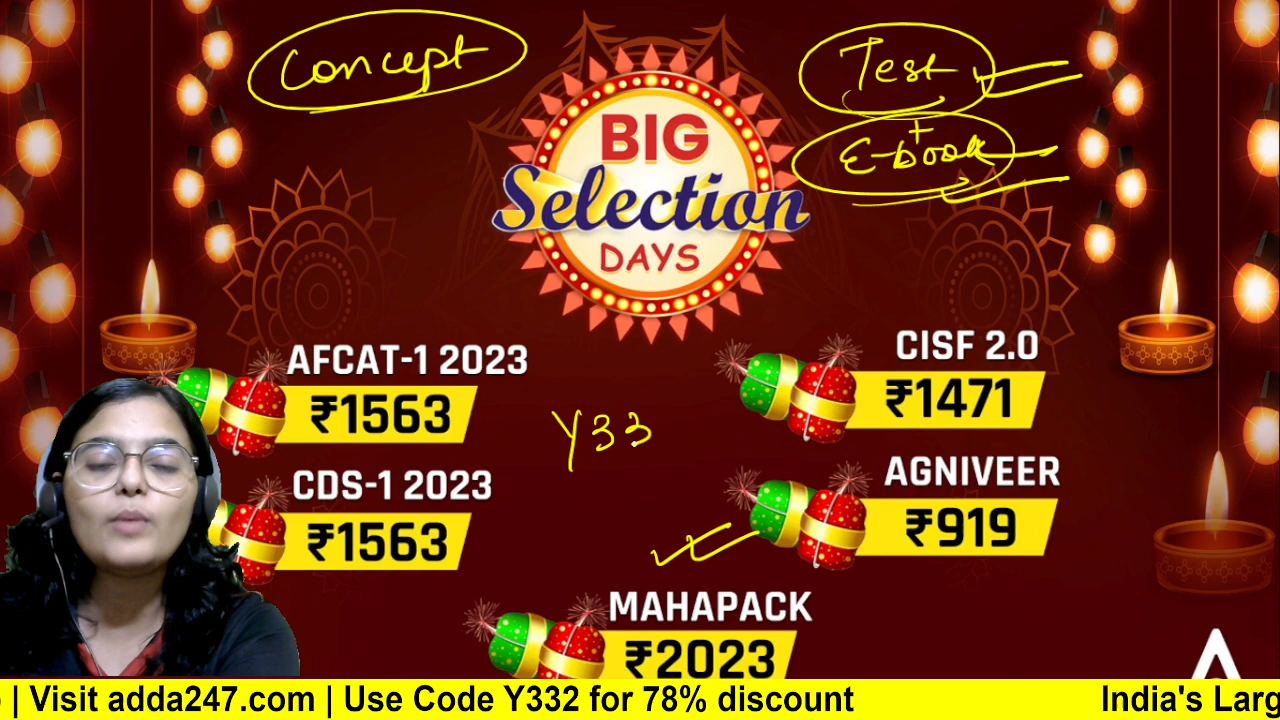 Concept
Test
+
E-book
BIG
Selection
DAYS
AFCAT-1 2023
₹1563
CISF 2.0
₹1471
Y33
CDS-1 2023
₹1563
AGNIVEER
₹919
MAHAPACK
₹2023
| Visit adda247.com | Use Code Y332 for 78% discount
India's Larg